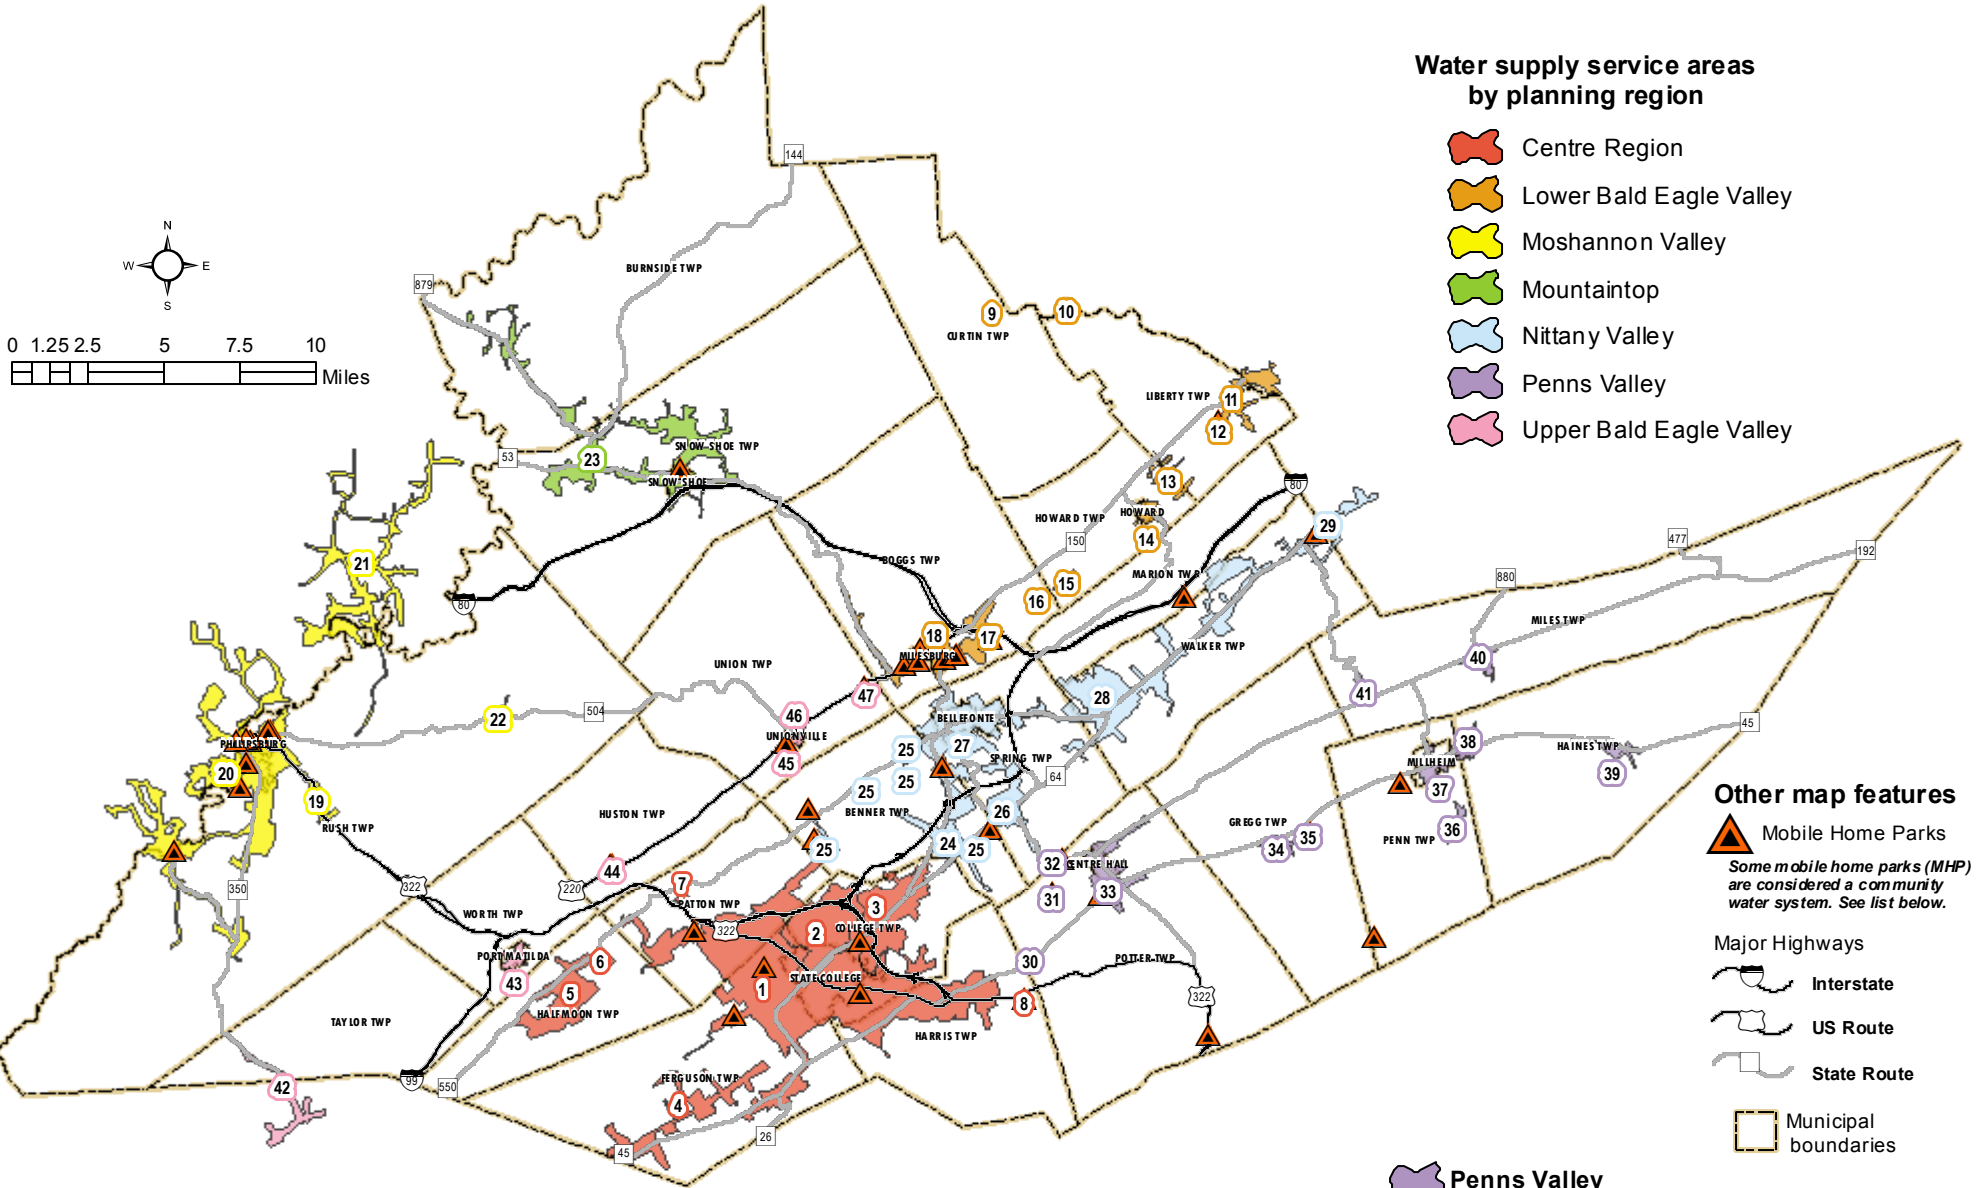 Water supply service areas
by planning region
Centre Region
Lower Bald Eagle Valley
Moshannon Valley
Mountaintop
Nittany Valley
Penns Valley
Upper Bald Eagle Valley
N
W E
S
0 1.25 2.5 5 7.5 10
Miles
144
879
BURNSIDE TWP
9
10
CURTIN TWP
LIBERTY TWP
11
12
53
23
SNOW SHOE TWP
SNOW SHOE
13
80
HOWARD TWP
HOWARD
14
150
29
477
192
21
BOGGS TWP
MARION TWP
15
16
880
80
MILES TWP
18
17
MILESBURG
WALKER TWP
40
UNION TWP
47
28
41
22
504
46
UNIONVILLE
45
BELLEFONTE
27
25
SPRING TWP
45
38
HAINES TWP
39
PHILIPSBURG
20
19
RUSH TWP
25
25
64
MILLHEIM
37
HUSTON TWP
BENNER TWP
26
GREGG TWP
35
34
PENN TWP
36
24
25
25
32
CENTRE HALL
33
31
44
220
7
PATTON TWP
322
350
WORTH TWP
3
2
COLLEGE TWP
322
PORT MATILDA
43
6
5
HALFMOON TWP
1
STATE COLLEGE
30
POTTER TWP
8
322
TAYLOR TWP
HARRIS TWP
42
99
550
FERGUSON TWP
4
45
26
Other map features
Mobile Home Parks
Some mobile home parks (MHP)
are considered a community
water system. See list below.
Major Highways
Interstate
US Route
State Route
Municipal
boundaries
Penns Valley